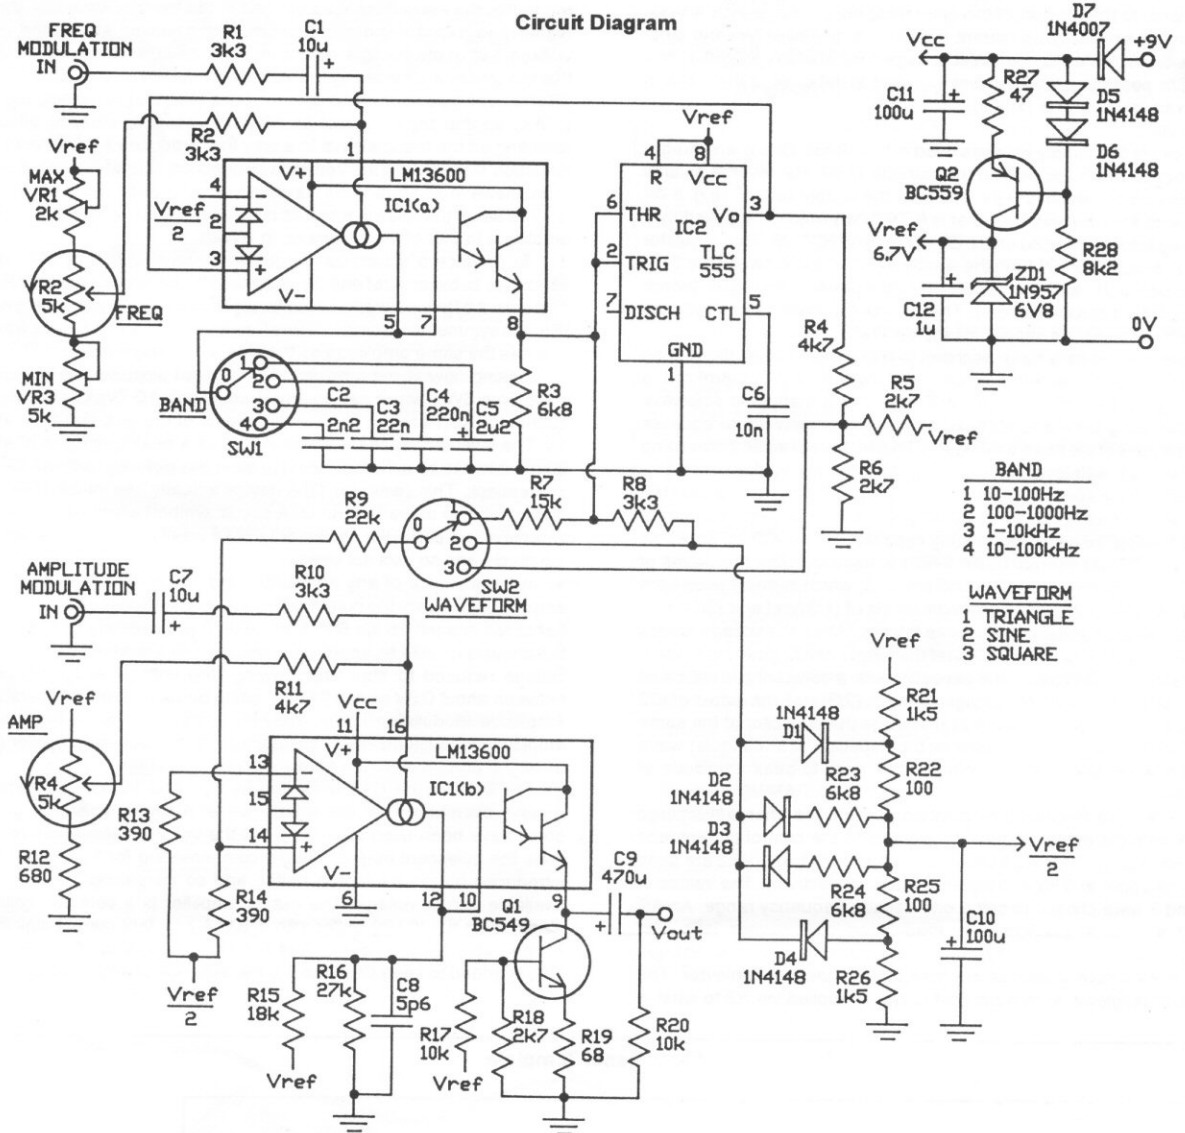 Circuit Diagram
FREQ
MODULATION
IN
R1
3k3
C1
10u
+
R2
3k3
1
Vref
MAX
VR1
2k
VR2
5k
FREQ
MIN
VR3
5k
4
Vref
2
2
3
V+
LM13600
IC1(a)
−
+
V−
5
7
8
BAND
0
1
2
3
4
SW1
C2
2n2
C3
22n
C4
220n
C5
2u2
+
R3
6k8
Vref
4
8
R
Vcc
6
THR
Vo
3
IC2
2
TRIG
TLC
555
7
DISCH
CTL
5
GND
1
C6
10n
R4
4k7
R5
2k7
Vref
R6
2k7
D7
1N4007
+9V
Vcc
C11
100u
+
R27
47
D5
1N4148
D6
1N4148
Q2
BC559
Vref
6.7V
C12
1u
+
ZD1
1N957
6V8
R28
8k2
0V
BAND
1 10-100Hz
2 100-1000Hz
3 1-10kHz
4 10-100kHz
WAVEFORM
1 TRIANGLE
2 SINE
3 SQUARE
R7
15k
R8
3k3
R9
22k
0
1
2
3
SW2
WAVEFORM
AMPLITUDE
MODULATION
IN
C7
10u
+
R10
3k3
R11
4k7
Vref
AMP
R4
5k
R12
680
R13
390
R14
390
Vref
2
Vcc
11
16
13
15
14
V+
LM13600
IC1(b)
−
+
V−
6
12
10
9
Q1
BC549
C9
470u
+
Vout
R15
18k
Vref
R16
27k
C8
5p6
R17
10k
Vref
R18
2k7
R19
68
R20
10k
Vref
R21
1k5
1N4148
D1
D2
1N4148
R23
6k8
R22
100
D3
1N4148
R24
6k8
R25
100
D4
1N4148
R26
1k5
C10
100u
+
Vref
2